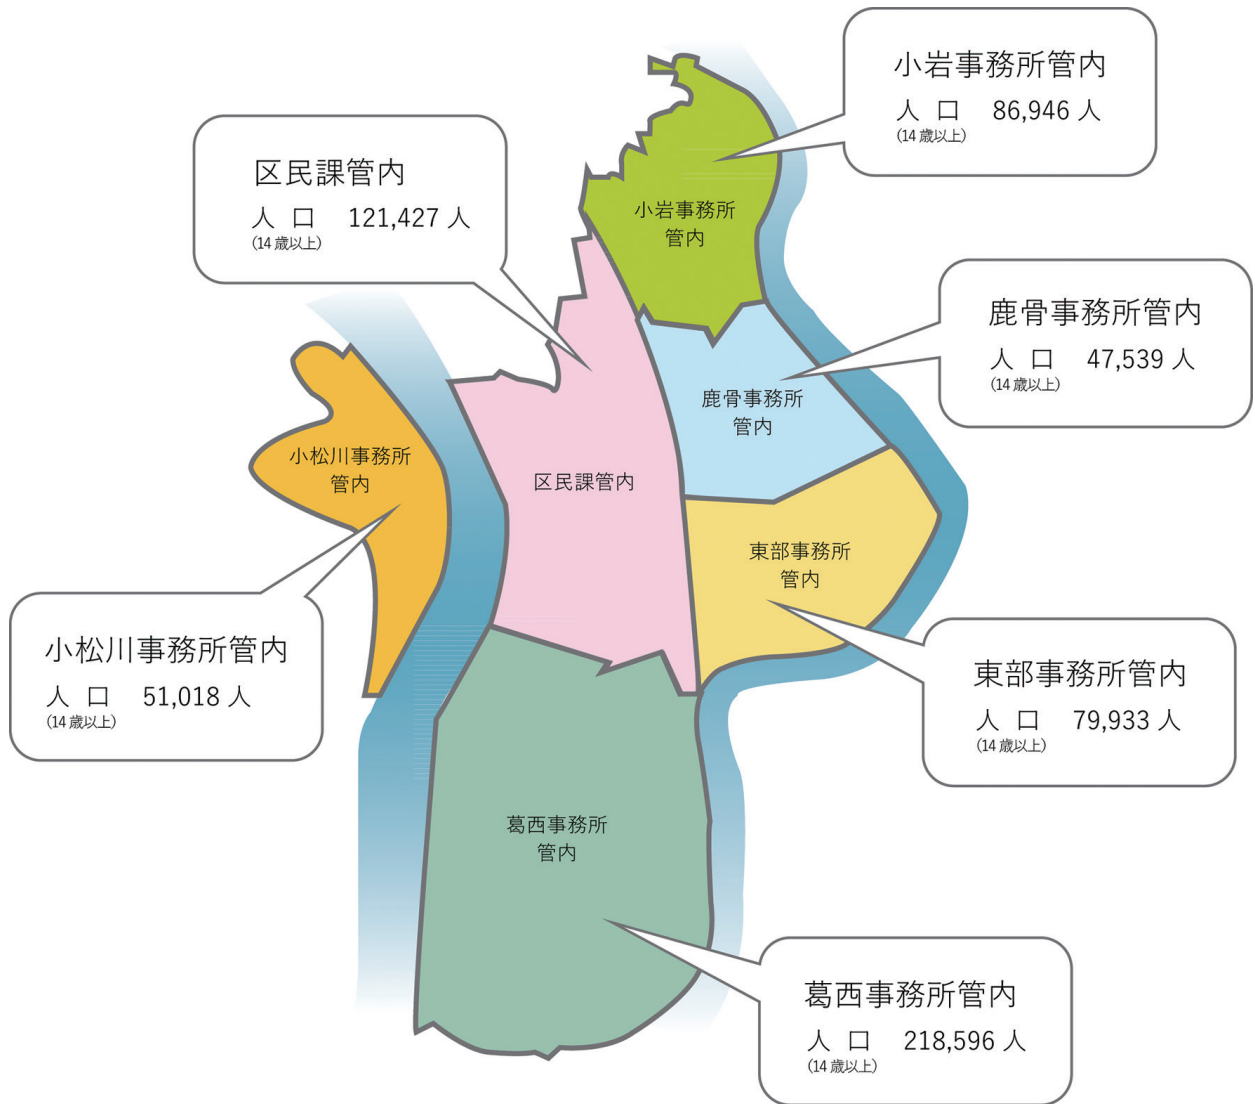 小岩事務所管内
人 口 86,946 人
(14 歳以上)
区民課管内
人 口 121,427 人
(14 歳以上)
小岩事務所
管内
鹿骨事務所管内
人 口 47,539 人
(14 歳以上)
鹿骨事務所
管内
小松川事務所
管内
区民課管内
東部事務所
管内
小松川事務所管内
人 口 51,018 人
(14 歳以上)
東部事務所管内
人 口 79,933 人
(14 歳以上)
葛西事務所
管内
葛西事務所管内
人 口 218,596 人
(14 歳以上)